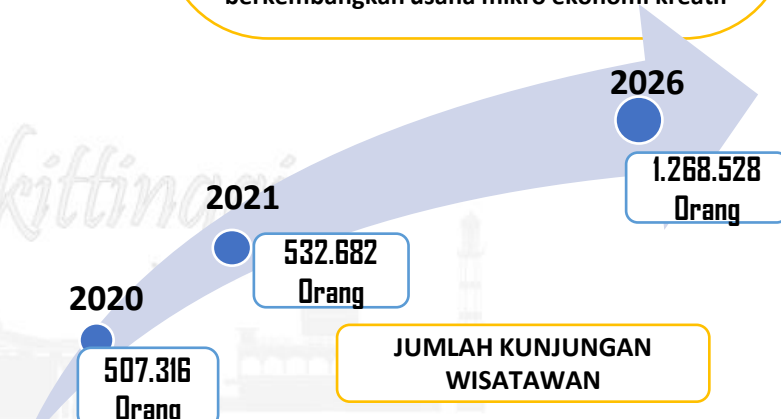 berkembangkan usaha mikro ekonomi kreatif
2026
1.268.528
Orang
2021
532.682
Orang
2020
507.316
Orang
JUMLAH KUNJUNGAN
WISATAWAN
kittinggi